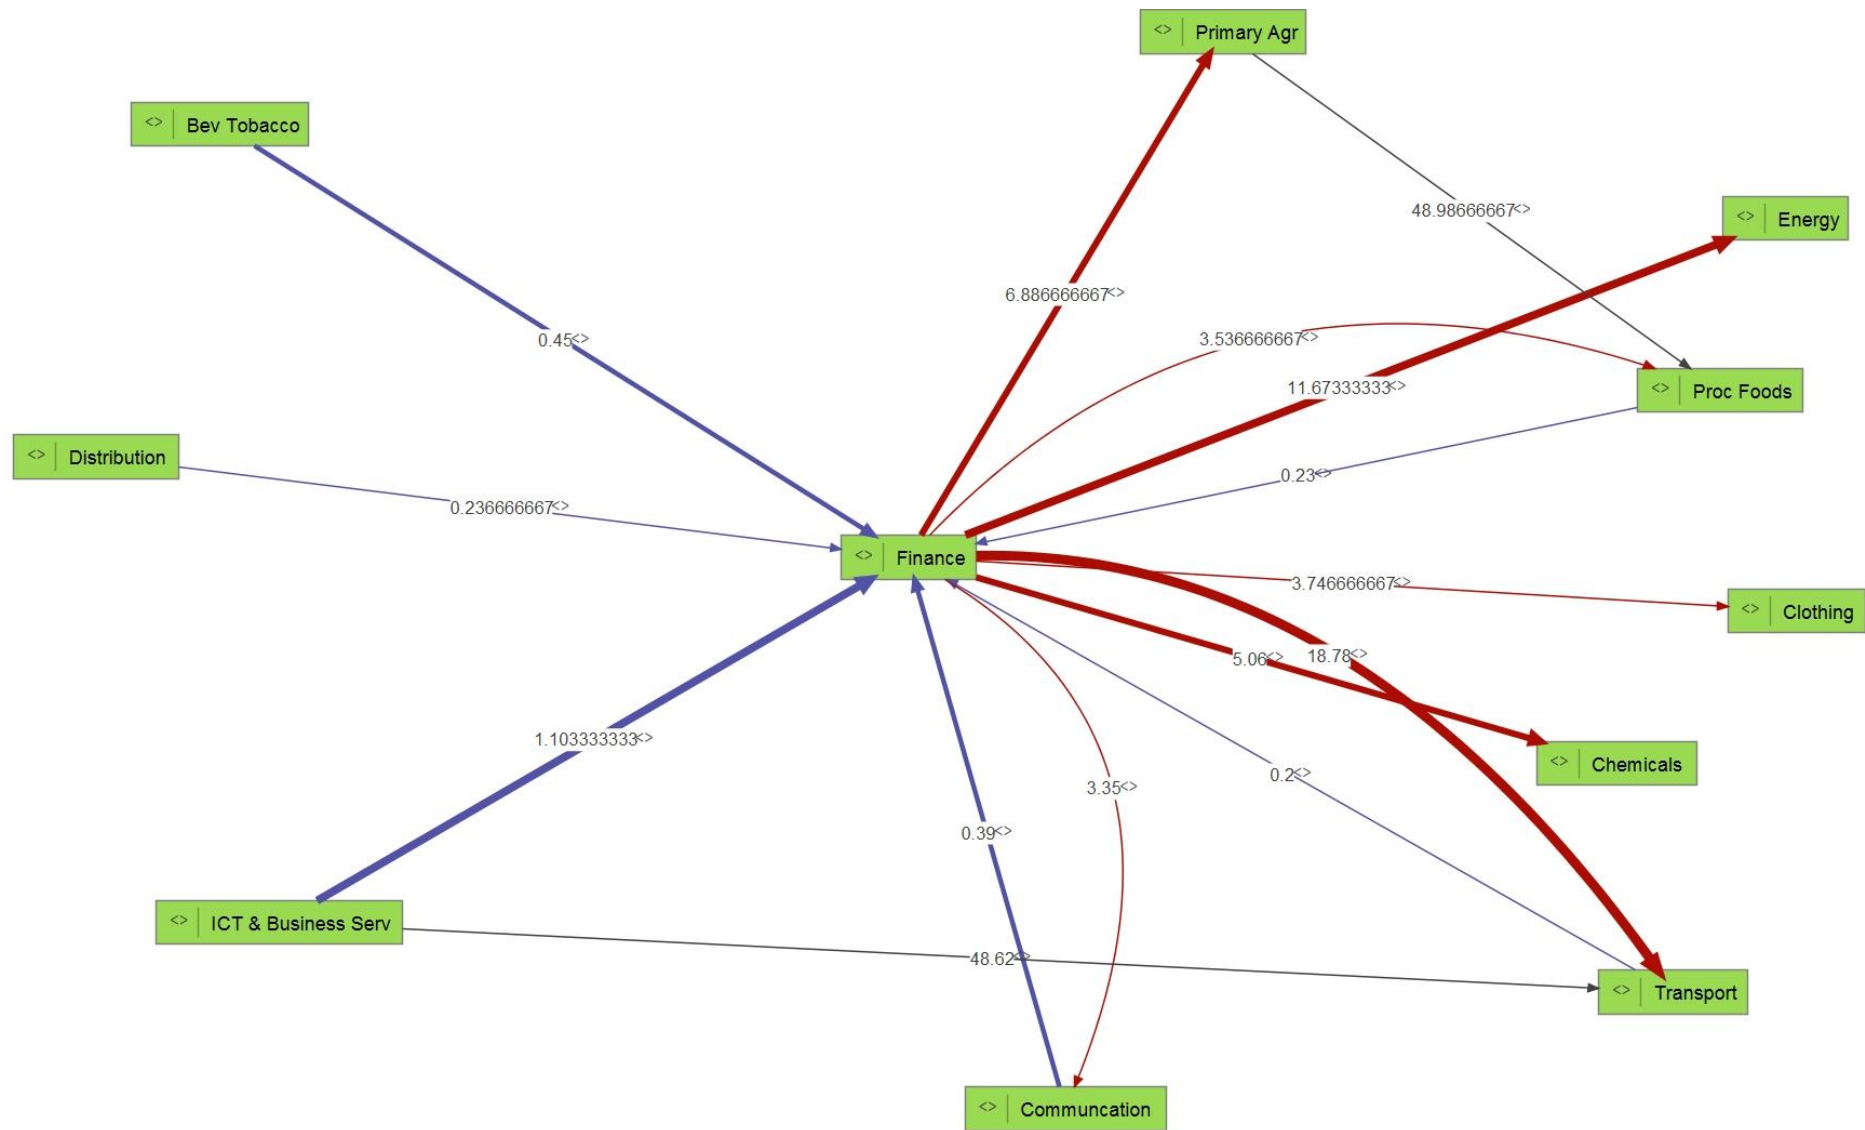 <> Primary Agr
<> Bev Tobacco
48.98666667<>
<> Energy
6.886666667<>
0.45<>
3.536666667<>
11.67333333<>
<> Proc Foods
<> Distribution
0.236666667<>
0.23<>
<> Finance
3.746666667<>
<> Clothing
5.06<>
18.78<>
1.103333333<>
<> Chemicals
0.2<>
3.35<>
0.39<>
<> ICT & Business Serv
48.62<>
<> Transport
<> Communcation